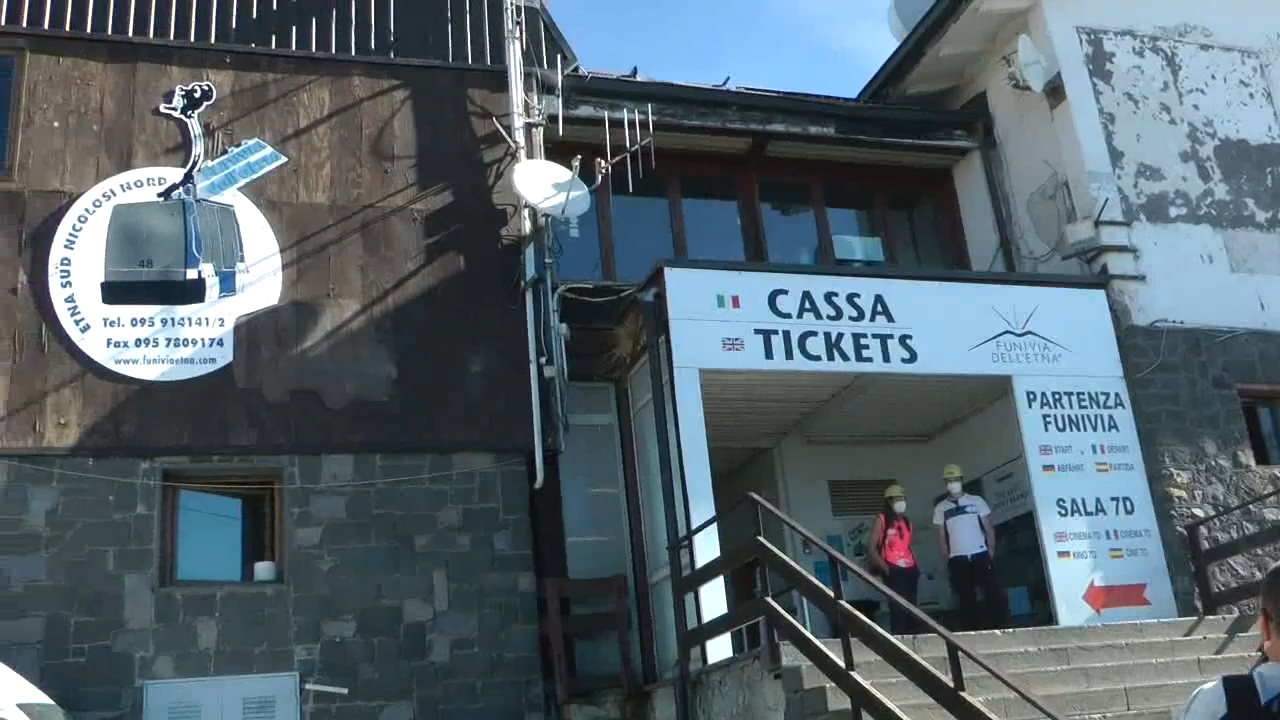 ETNA SUD NICOLOSI NORD
48
Tel. 095 914141/2
Fax 095 7809174
www.funiviaetna.com
CASSA
TICKETS
FUNIVIA
DELL'ETNA
PARTENZA
FUNIVIA
START DÉPART
ABFAHRT PARTIDA
SALA 7D
CINEMA 7D CINÉMA 7D
KINO 7D CINE 7D